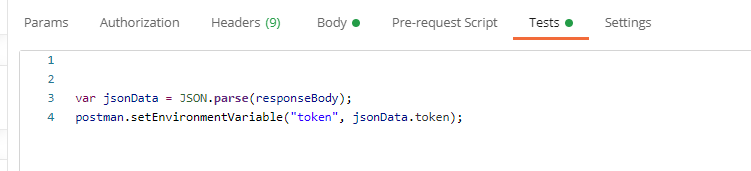 Params Authorization Headers (9) Body Pre-request Script Tests Settings
1
2
3 var jsonData = JSON.parse(responseBody);
4 postman.setEnvironmentVariable("token", jsonData.token);